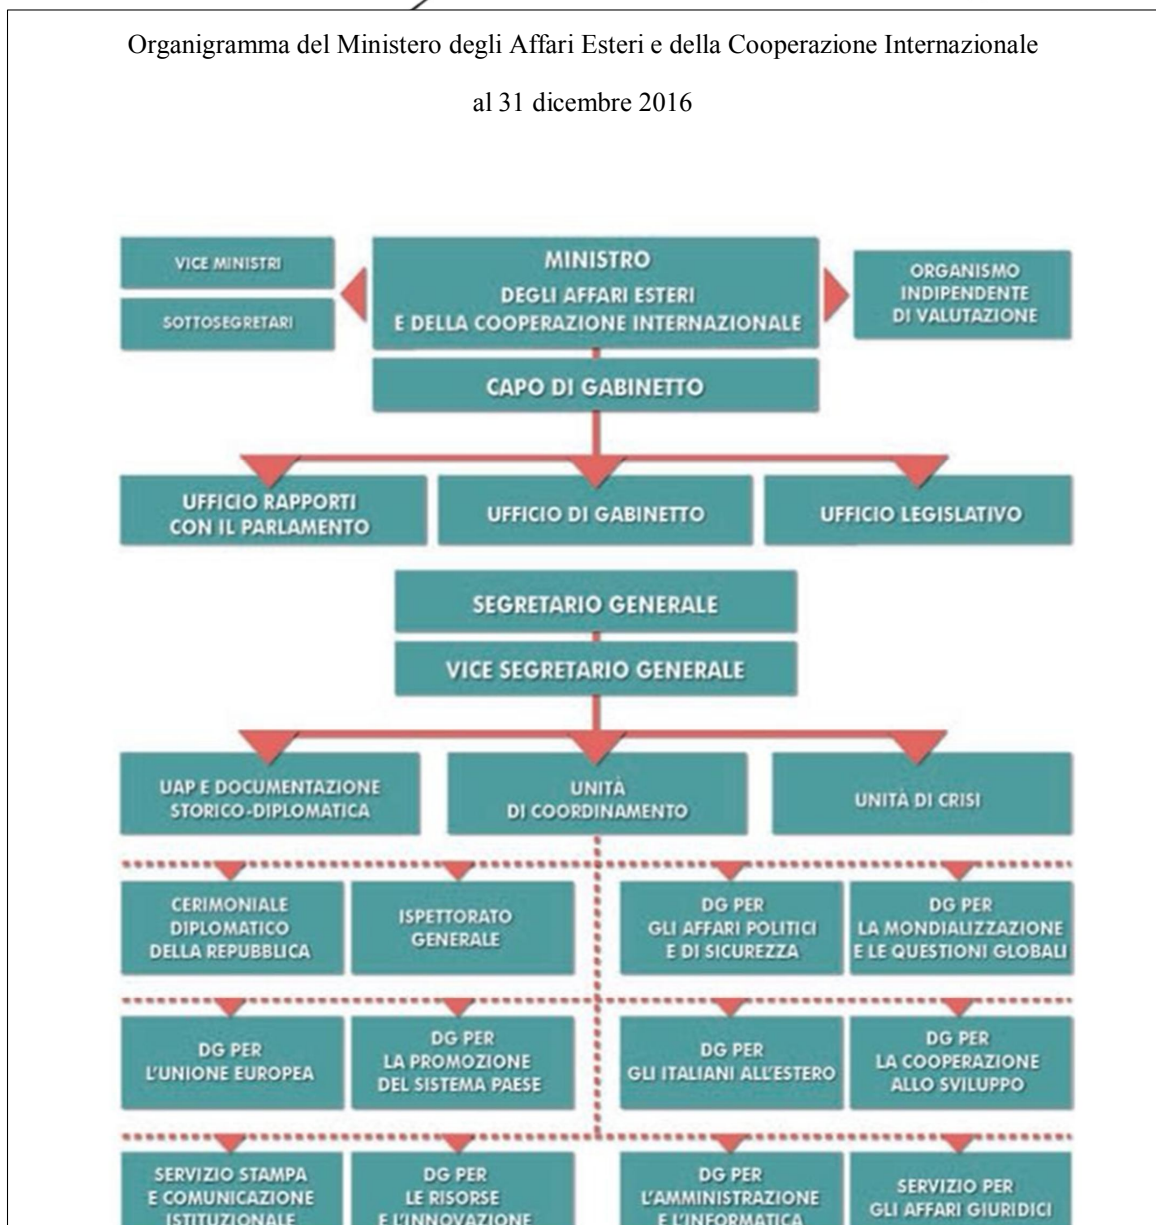 Organigramma del Ministero degli Affari Esteri e della Cooperazione Internazionale
al 31 dicembre 2016
VICE MINISTRI
SOTTOSEGRETARI
MINISTRO
DEGLI AFFARI ESTERI
E DELLA COOPERAZIONE INTERNAZIONALE
ORGANISMO
INDIPENDENTE
DI VALUTAZIONE
CAPO DI GABINETTO
UFFICIO RAPPORTI
CON IL PARLAMENTO
UFFICIO DI GABINETTO
UFFICIO LEGISLATIVO
SEGRETARIO GENERALE
VICE SEGRETARIO GENERALE
UAP E DOCUMENTAZIONE
STORICO-DIPLOMATICA
UNITÀ
DI COORDINAMENTO
UNITÀ DI CRISI
CERIMONIALE
DIPLOMATICO
DELLA REPUBBLICA
ISPETTORATO
GENERALE
DG PER
GLI AFFARI POLITICI
E DI SICUREZZA
DG PER
LA MONDIALIZZAZIONE
E LE QUESTIONI GLOBALI
DG PER
L'UNIONE EUROPEA
DG PER
LA PROMOZIONE
DEL SISTEMA PAESE
DG PER
GLI ITALIANI ALL'ESTERO
DG PER
LA COOPERAZIONE
ALLO SVILUPPO
SERVIZIO STAMPA
E COMUNICAZIONE
ISTITUZIONALE
DG PER
LE RISORSE
E L'INNOVAZIONE
DG PER
L'AMMINISTRAZIONE
E L'INFORMATICA
SERVIZIO PER
GLI AFFARI GIURIDICI